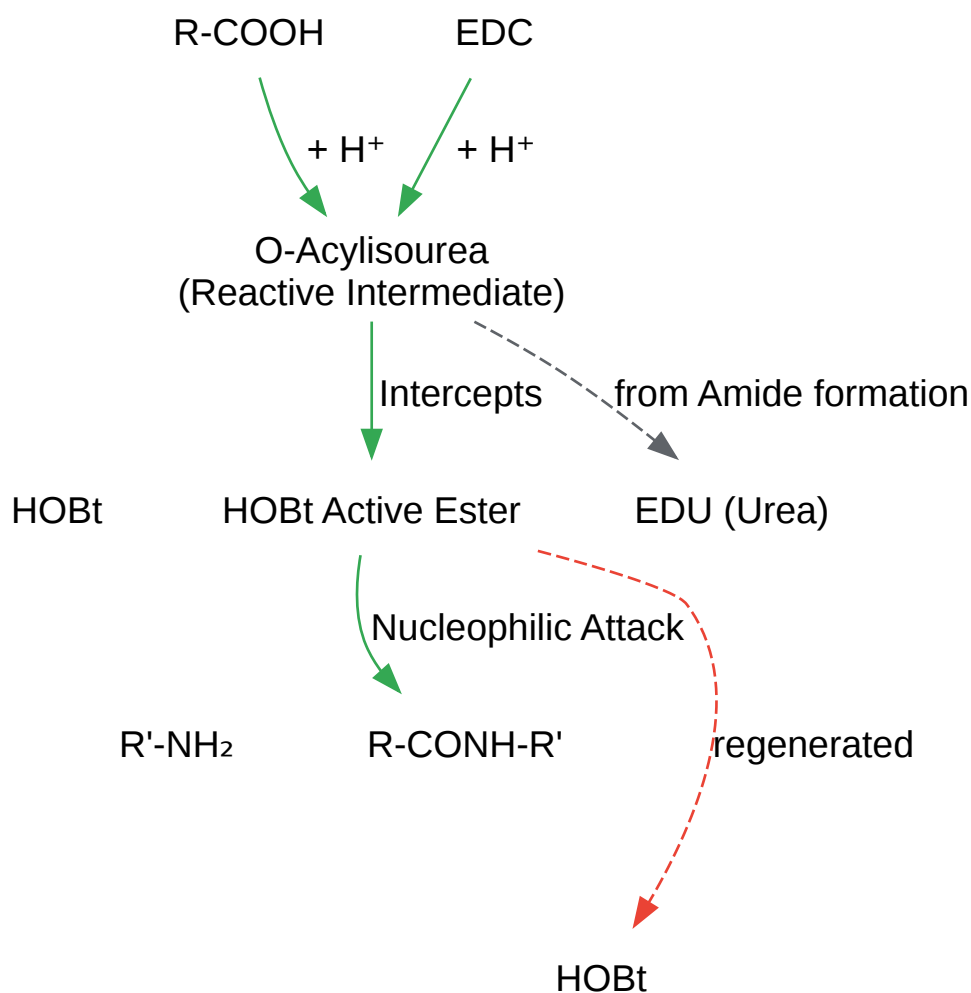 R-COOH
EDC
+ H⁺
+ H⁺
O-Acylisourea
(Reactive Intermediate)
Intercepts
from Amide formation
HOBt
HOBt Active Ester
EDU (Urea)
Nucleophilic Attack
R'-NH₂
R-CONH-R'
regenerated
HOBt